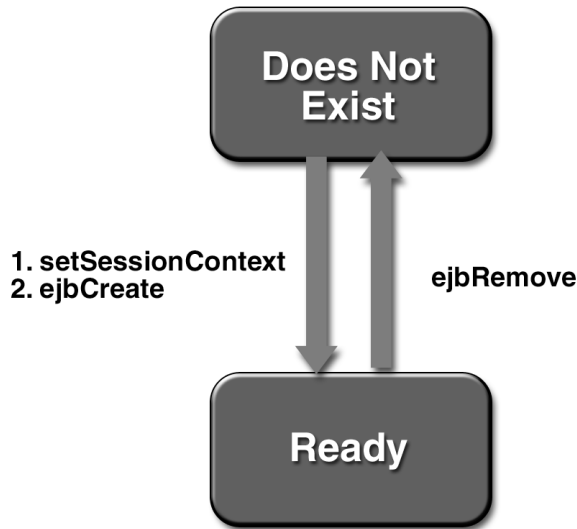 Does Not
Exist
1. setSessionContext
2. ejbCreate
ejbRemove
Ready